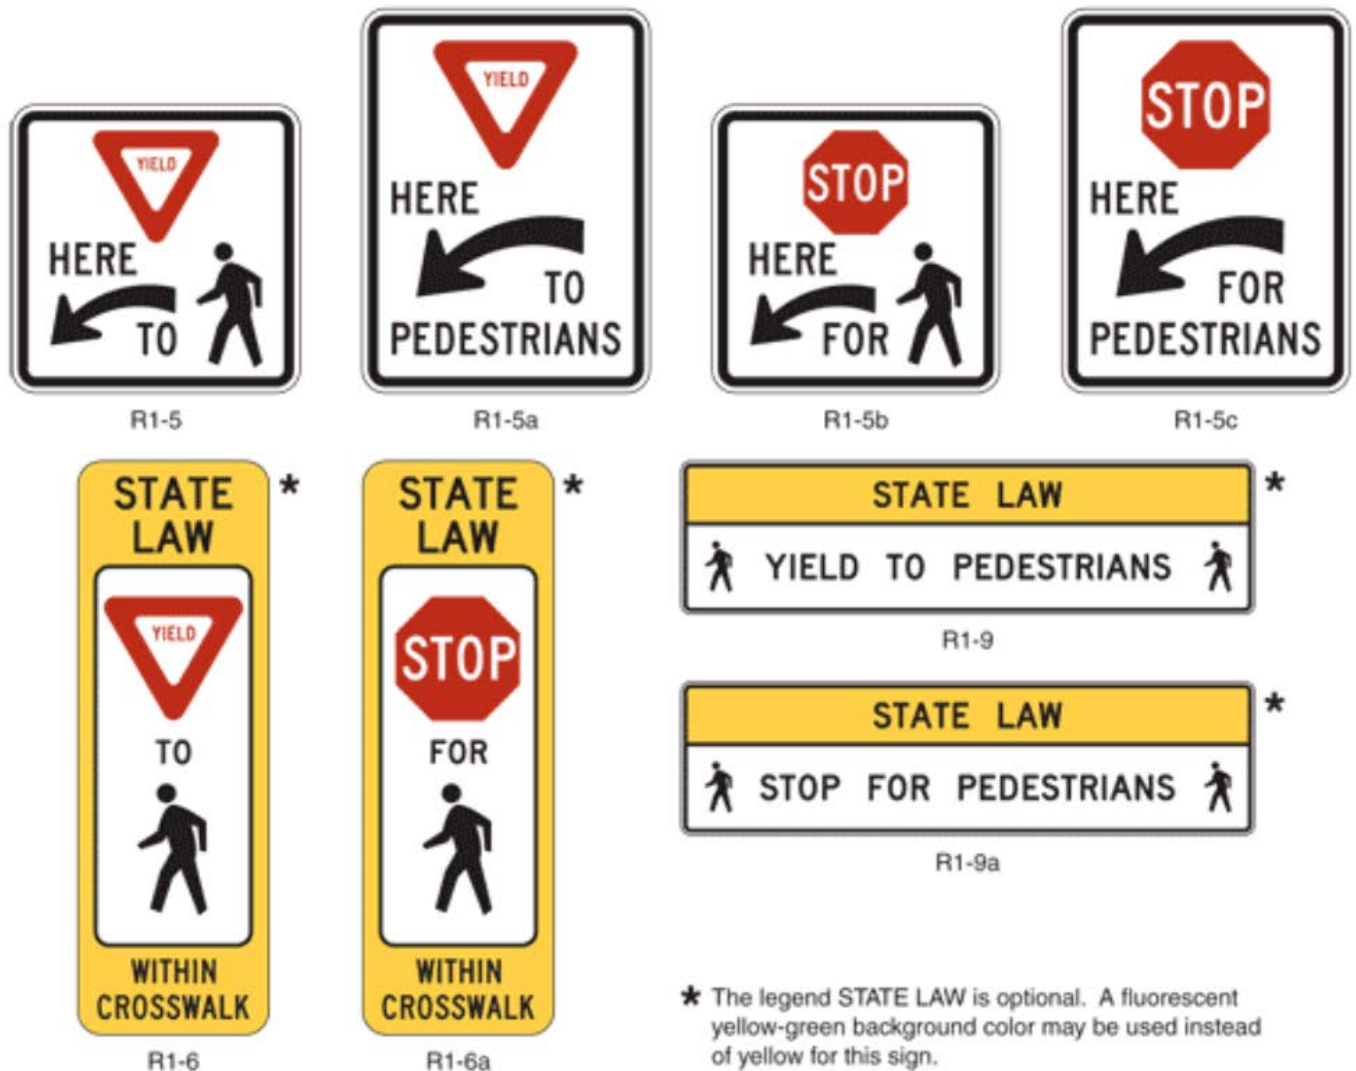 YIELD
HERE
TO
R1-5
YIELD
HERE
TO
PEDESTRIANS
R1-5a
STOP
HERE
FOR
R1-5b
STOP
HERE
FOR
PEDESTRIANS
R1-5c
STATE
LAW
*
YIELD
TO
WITHIN
CROSSWALK
R1-6
STATE
LAW
*
STOP
FOR
WITHIN
CROSSWALK
R1-6a
STATE LAW
*
YIELD TO PEDESTRIANS
R1-9
STATE LAW
*
STOP FOR PEDESTRIANS
R1-9a
* The legend STATE LAW is optional. A fluorescent
yellow-green background color may be used instead
of yellow for this sign.